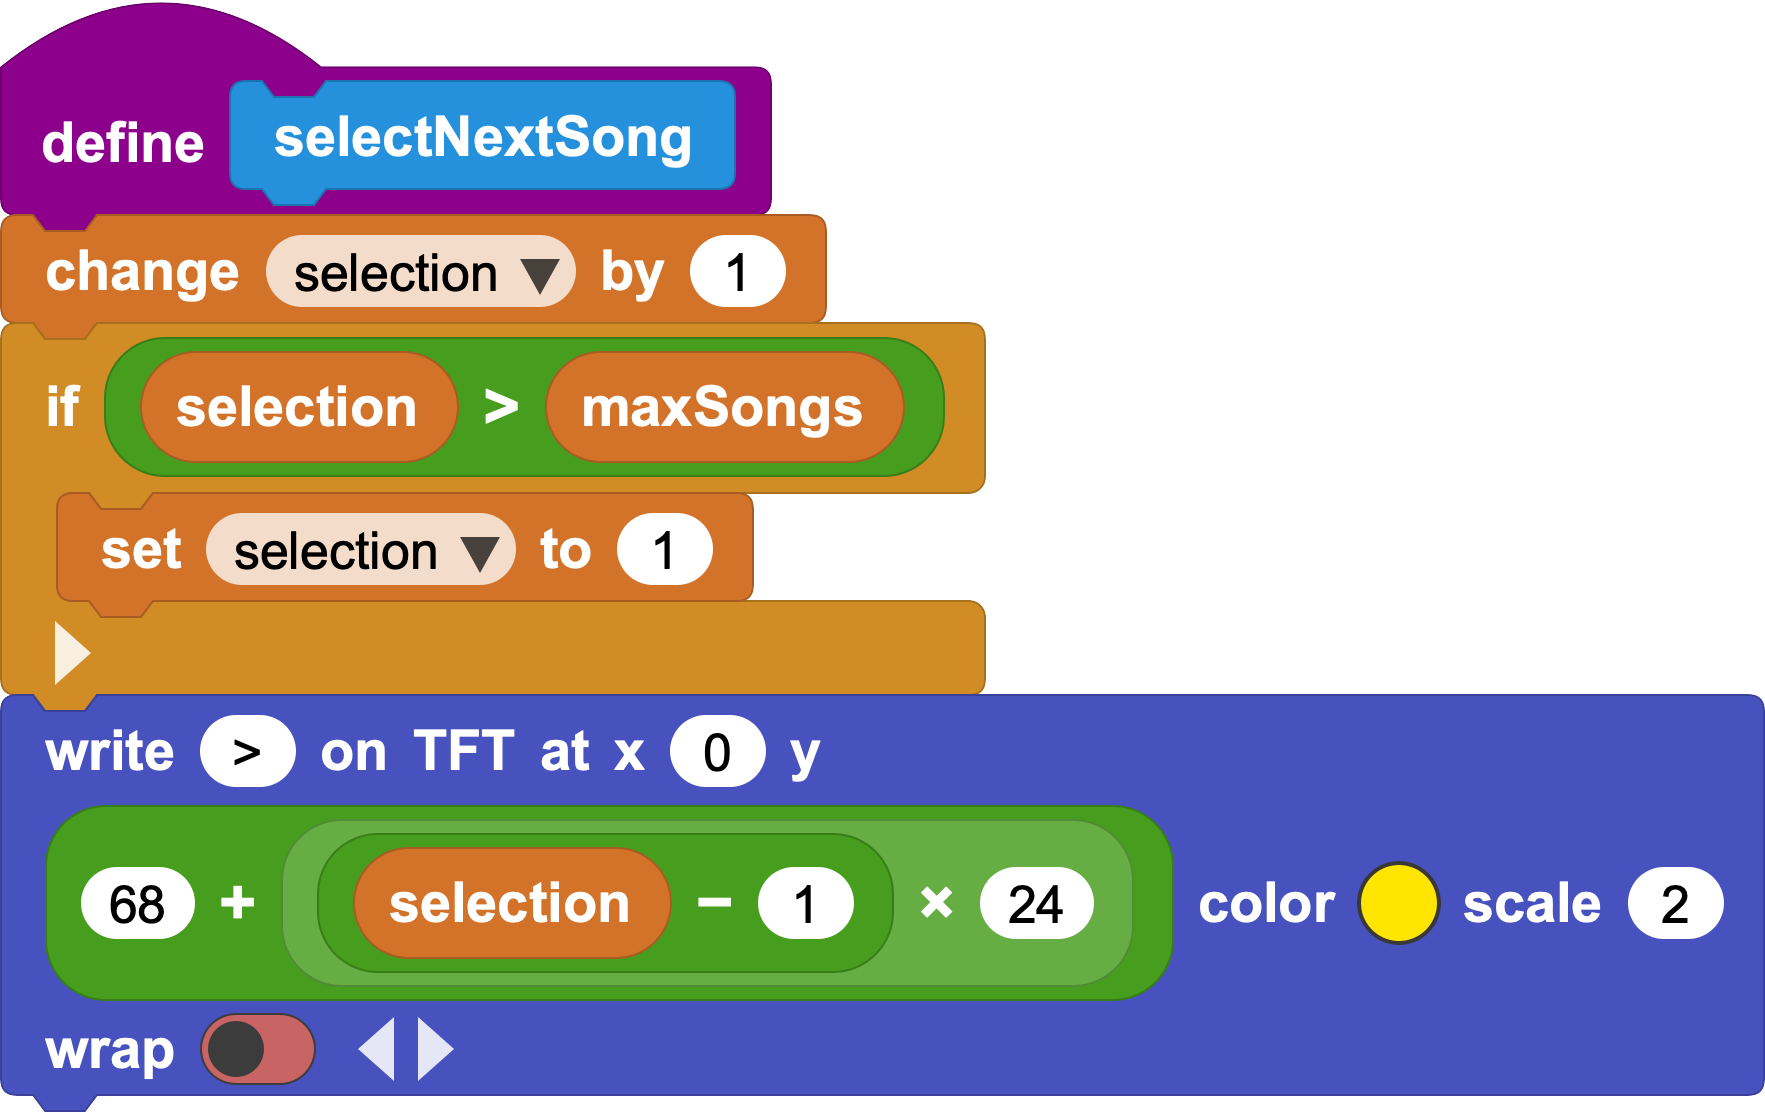 define selectNextSong
change selection by 1
if selection > maxSongs
set selection to 1
write > on TFT at x 0 y
68 + selection − 1 × 24 color scale 2
wrap